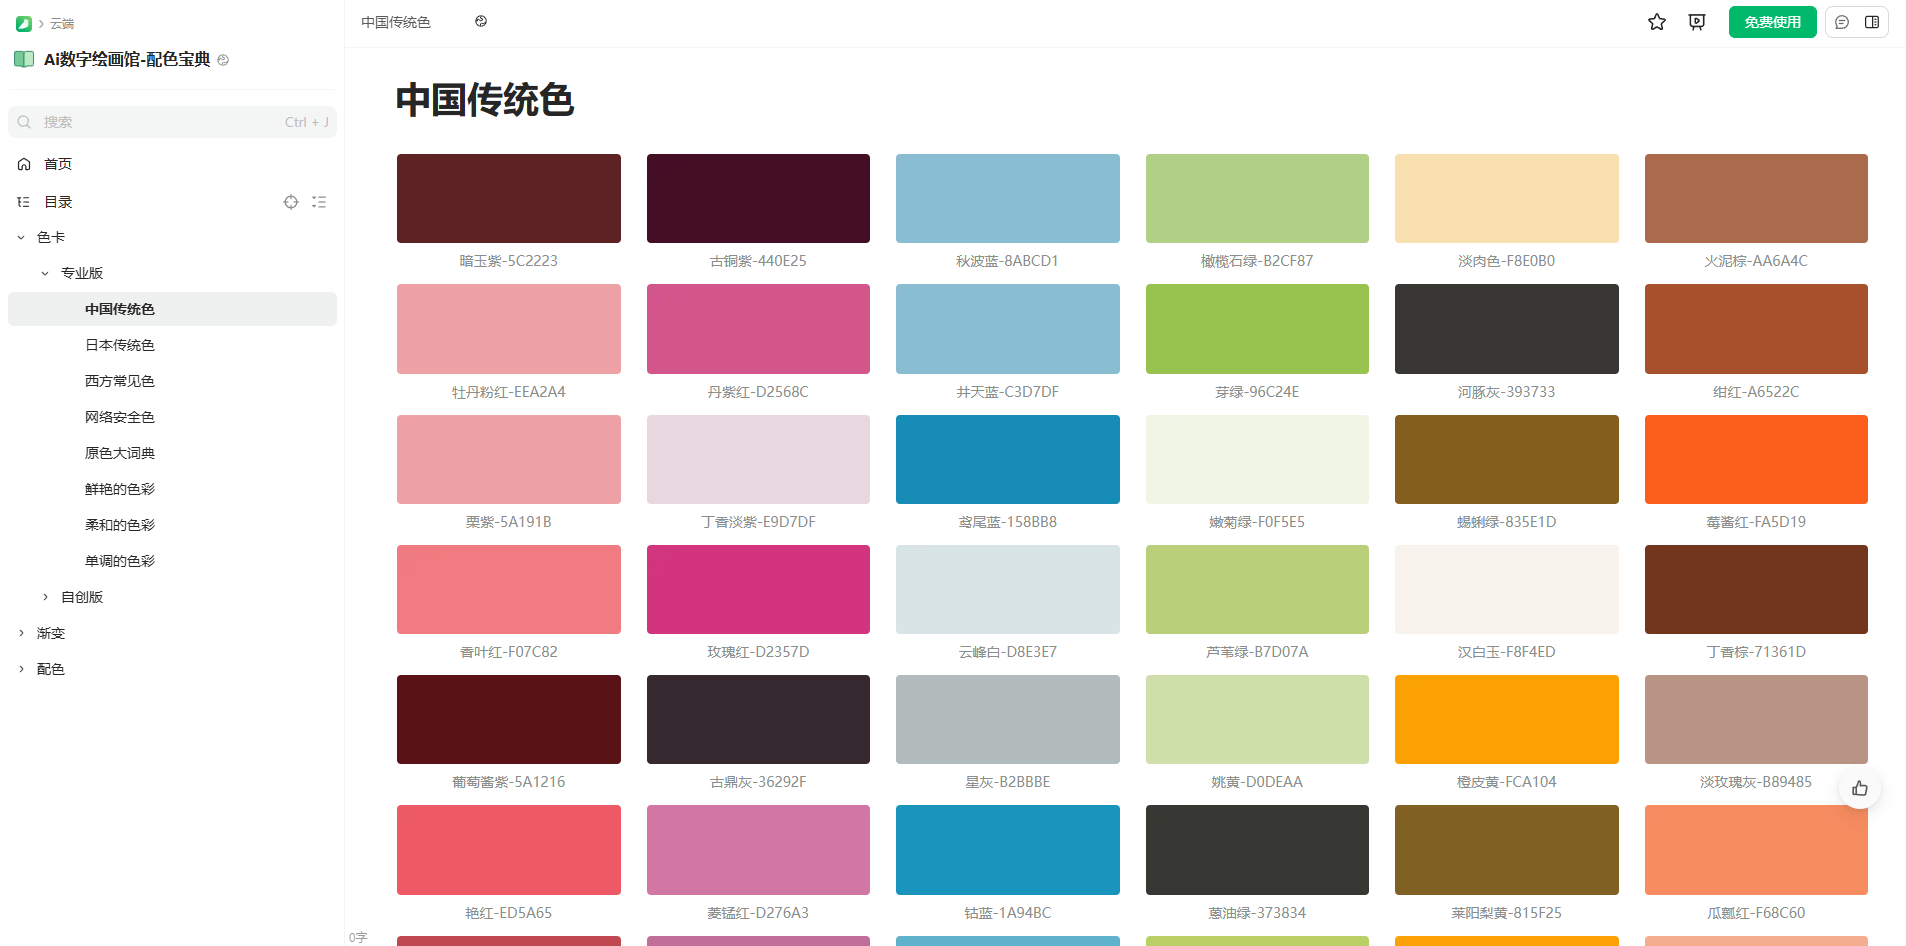 云端
Ai数字绘画馆-配色宝典
搜索 Ctrl + J
首页
目录
色卡
专业版
中国传统色
日本传统色
西方常见色
网络安全色
原色大词典
鲜艳的色彩
柔和的色彩
单调的色彩
自创版
渐变
配色
中国传统色
免费使用
中国传统色
暗玉紫-5C2223 古铜紫-440E25 秋波蓝-8ABCD1 橄榄石绿-B2CF87 淡肉色-F8E0B0 火泥棕-AA6A4C
牡丹粉红-EEA2A4 丹紫红-D2568C 井天蓝-C3D7DF 芽绿-96C24E 河豚灰-393733 绀红-A6522C
栗紫-5A191B 丁香淡紫-E9D7DF 鸢尾蓝-158BB8 嫩菊绿-F0F5E5 蜴蜊绿-835E1D 莓酱红-FA5D19
香叶红-F07C82 玫瑰红-D2357D 云峰白-D8E3E7 芦苇绿-B7D07A 汉白玉-F8F4ED 丁香棕-71361D
葡萄酱紫-5A1216 古鼎灰-36292F 星灰-B2BBBE 姚黄-D0DEAA 橙皮黄-FCA104 淡玫瑰灰-B89485
艳红-ED5A65 菱锰红-D276A3 钴蓝-1A94BC 蒽油绿-373834 莱阳梨黄-815F25 瓜瓤红-F68C60
0字